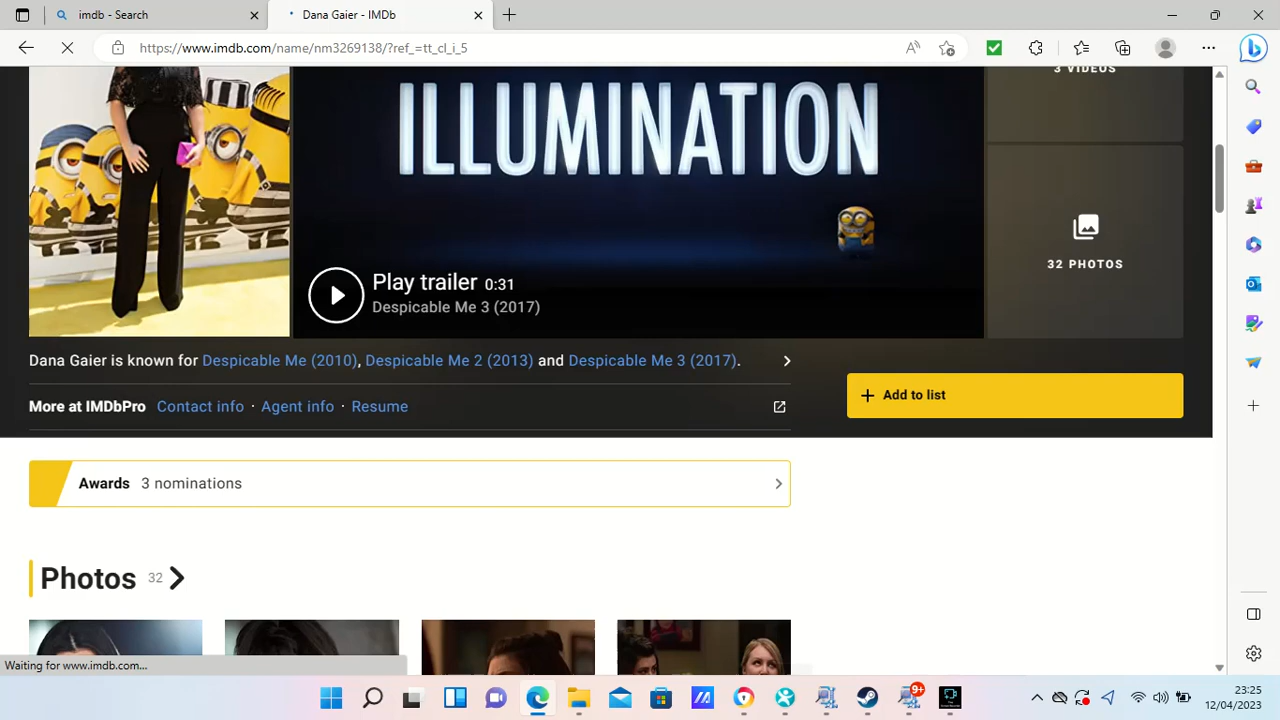 imdb - Search
Dana Gaier - IMDb
https://www.imdb.com/name/nm3269138/?ref_=tt_cl_i_5
3 VIDEOS
ILLUMINATION
32 PHOTOS
Play trailer 0:31
Despicable Me 3 (2017)
Dana Gaier is known for Despicable Me (2010), Despicable Me 2 (2013) and Despicable Me 3 (2017).
Add to list
More at IMDbPro Contact info · Agent info · Resume
Awards 3 nominations
Photos 32
Waiting for www.imdb.com...
9+
23:25
12/04/2023